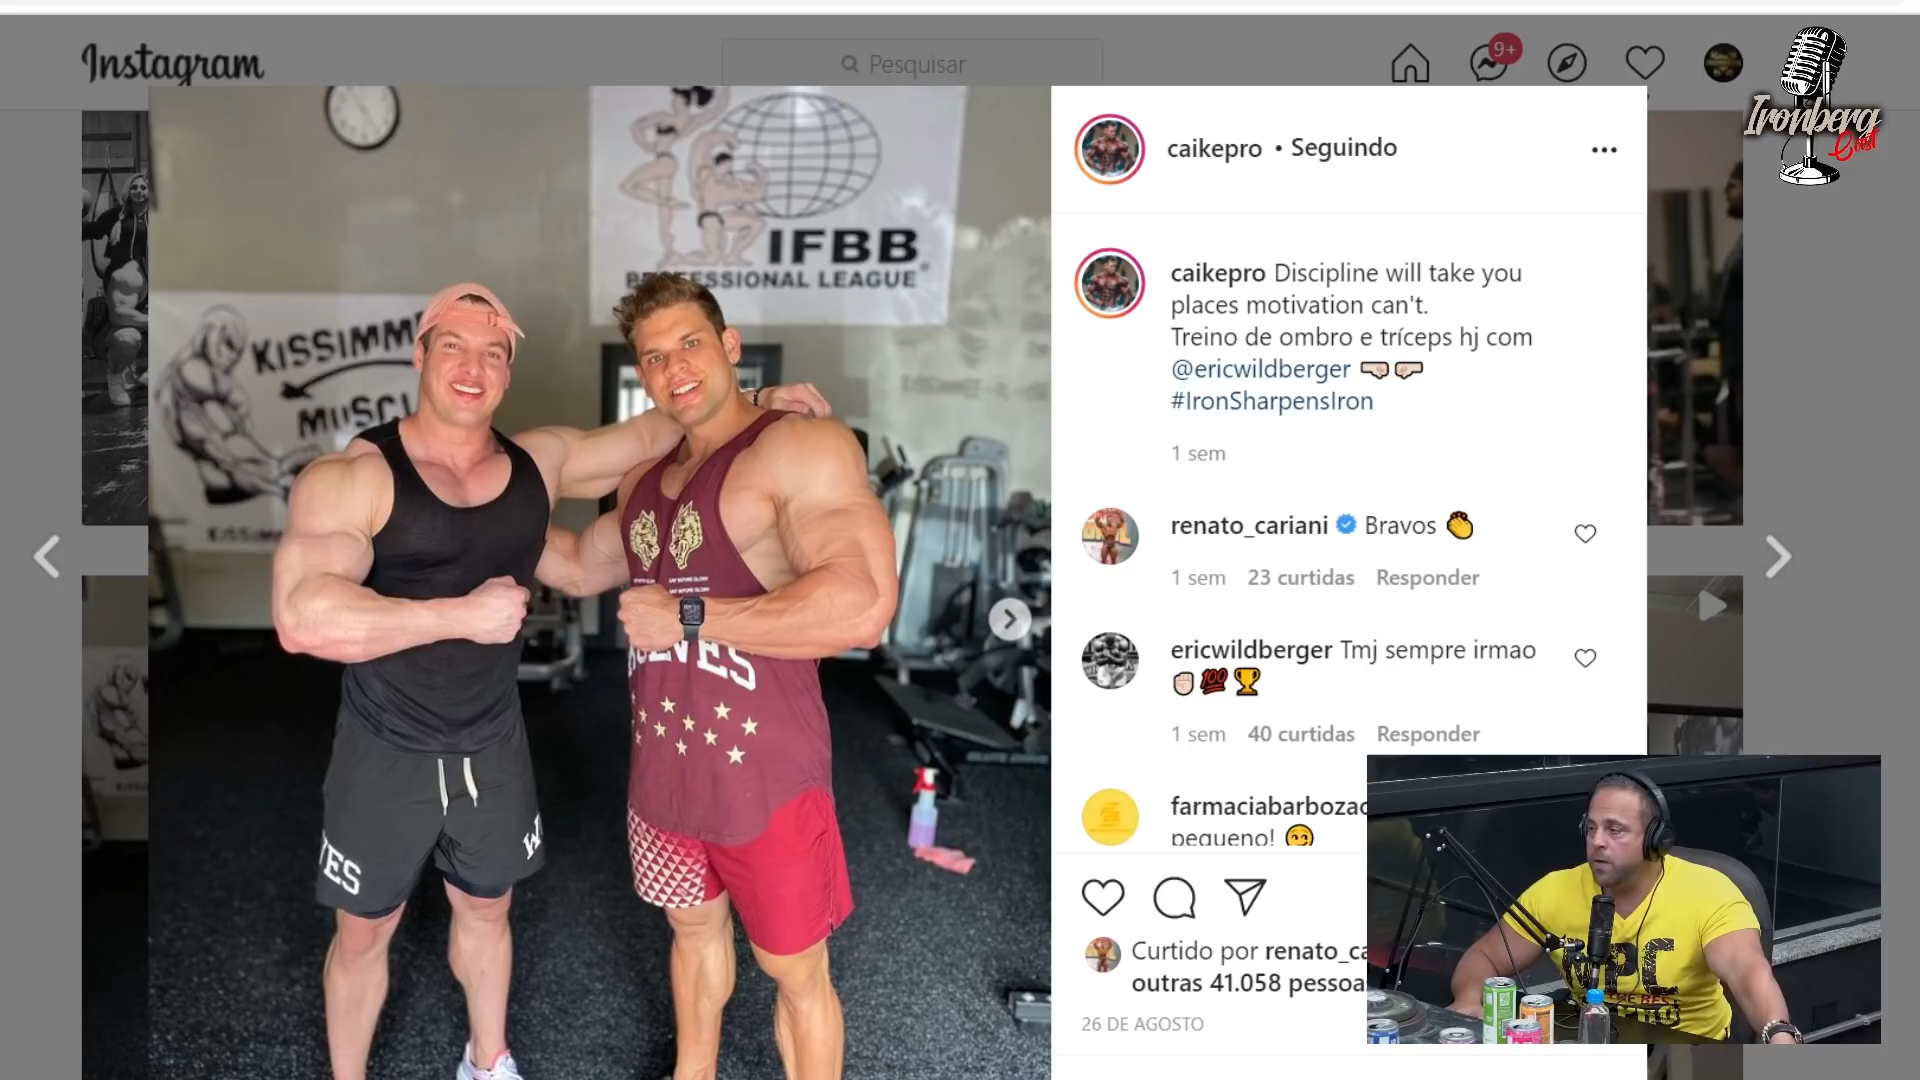 Instagram
Pesquisar
9+
Ironberg
Cast
IFBB
PROFESSIONAL LEAGUE
KISSIMM
MUSCL
WOLVES
caikepro • Seguindo
caikepro Discipline will take you
places motivation can't.
Treino de ombro e tríceps hj com
@ericwildberger 🤜🏻🤛🏻
#IronSharpensIron
1 sem
renato_cariani Bravos 👏
1 sem 23 curtidas Responder
ericwildberger Tmj sempre irmao
✊🏻💯🏆
1 sem 40 curtidas Responder
farmaciabarbozao
pequeno! 😏
Curtido por renato_ca
outras 41.058 pessoa
26 DE AGOSTO
NPC